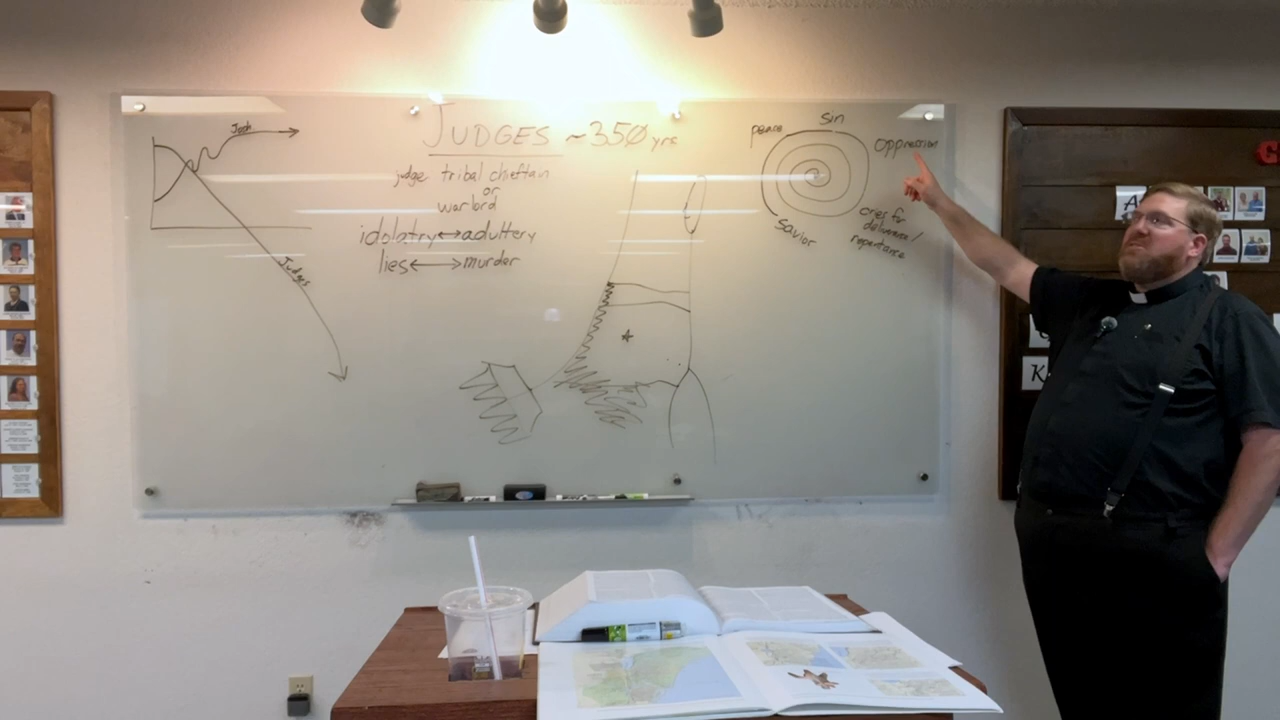 Josh
Judges
JUDGES ~350 yrs
judge tribal chieftain
or
warlord
idolatry↔adultery
lies↔murder
peace
sin
oppression
cries for
deliverance/
repentance
savior
A
K